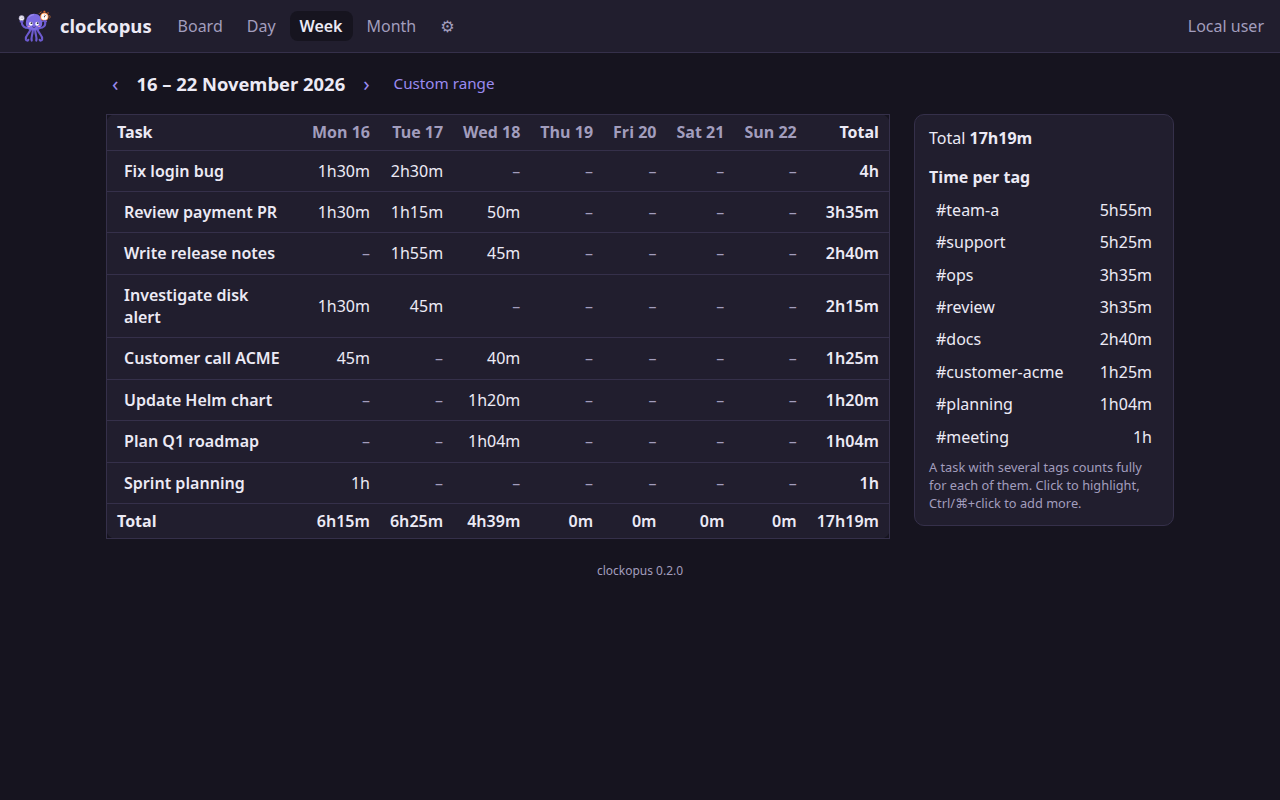 clockopus Board Day Week Month ⚙ Local user
‹ 16 – 22 November 2026 › Custom range
Task Mon 16 Tue 17 Wed 18 Thu 19 Fri 20 Sat 21 Sun 22 Total
Fix login bug 1h30m 2h30m – – – – – 4h
Review payment PR 1h30m 1h15m 50m – – – – 3h35m
Write release notes – 1h55m 45m – – – – 2h40m
Investigate disk
alert 1h30m 45m – – – – – 2h15m
Customer call ACME 45m – 40m – – – – 1h25m
Update Helm chart – – 1h20m – – – – 1h20m
Plan Q1 roadmap – – 1h04m – – – – 1h04m
Sprint planning 1h – – – – – – 1h
Total 6h15m 6h25m 4h39m 0m 0m 0m 0m 17h19m
Total 17h19m
Time per tag
#team-a 5h55m
#support 5h25m
#ops 3h35m
#review 3h35m
#docs 2h40m
#customer-acme 1h25m
#planning 1h04m
#meeting 1h
A task with several tags counts fully
for each of them. Click to highlight,
Ctrl/⌘+click to add more.
clockopus 0.2.0